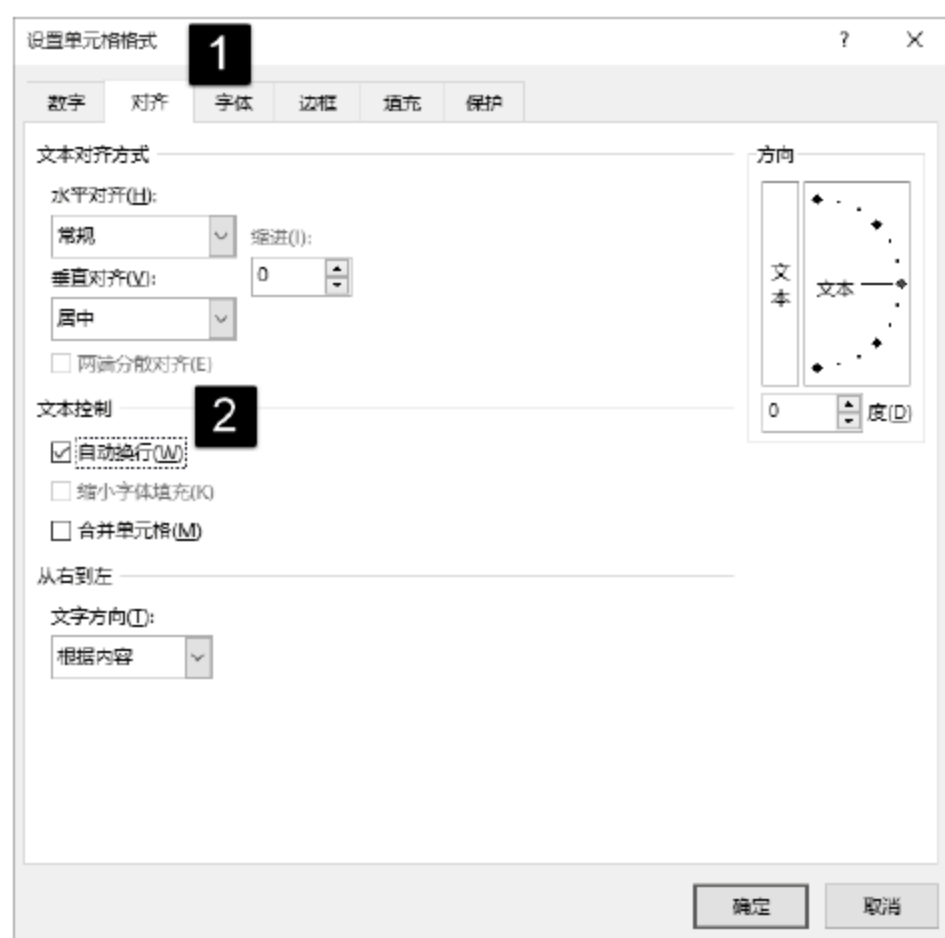 设置单元格格式
1
数字 对齐 字体 边框 填充 保护
文本对齐方式
水平对齐(H):
常规
缩进(I):
垂直对齐(V):
0
居中
两端分散对齐(E)
文本控制
2
自动换行(W)
缩小字体填充(K)
合并单元格(M)
从右到左
文字方向(T):
根据内容
方向
文本
文本
0 度(D)
确定 取消